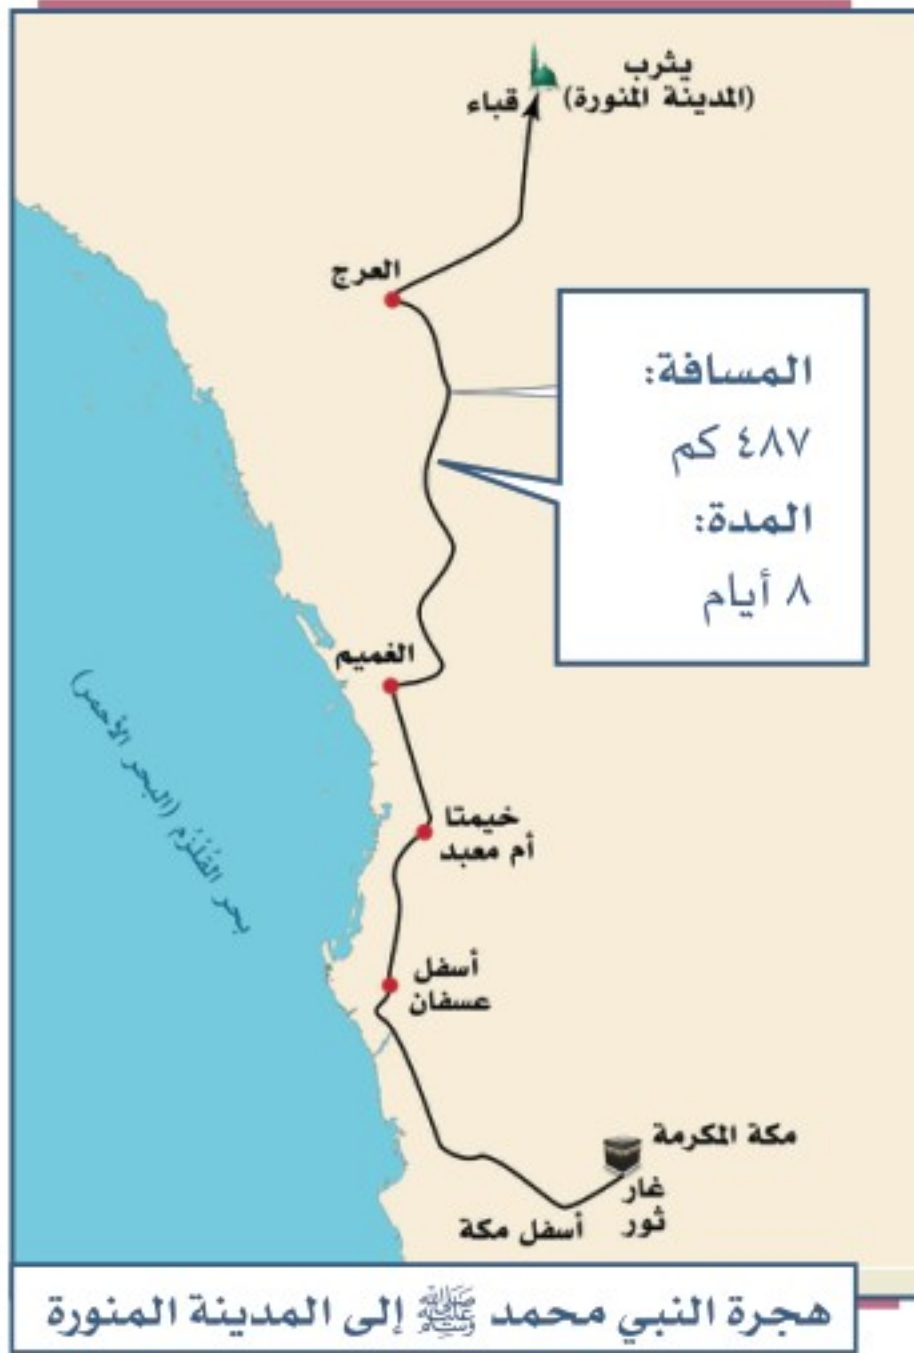 يثرب
(المدينة المنورة)
قباء
العرج
المسافة:
٤٨٧ كم
المدة:
٨ أيام
الغميم
بحر القُلْزُم (البحر الأحمر)
خيمتا
أم معبد
أسفل
عسفان
مكة المكرمة
غار
ثور
أسفل مكة
هجرة النبي محمد ﷺ إلى المدينة المنورة